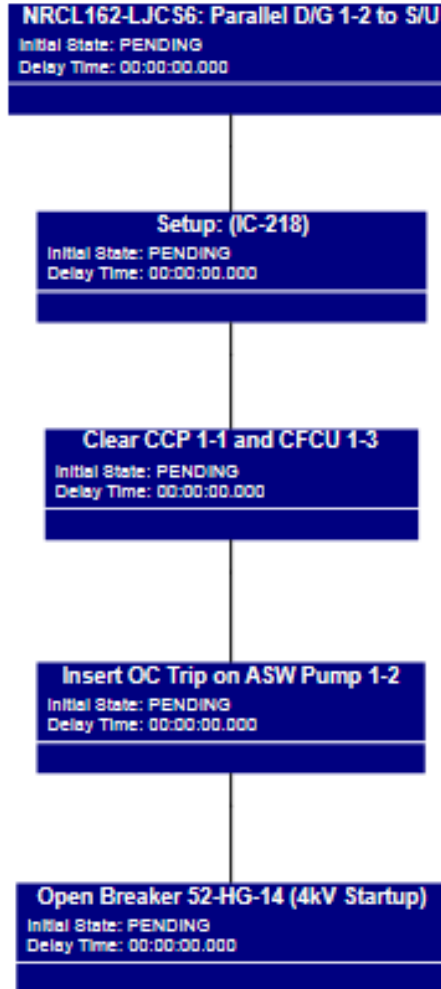 NRCL162-LJCS6: Parallel D/G 1-2 to S/U
Initial State: PENDING
Delay Time: 00:00:00.000
Setup: (IC-218)
Initial State: PENDING
Delay Time: 00:00:00.000
Clear CCP 1-1 and CFCU 1-3
Initial State: PENDING
Delay Time: 00:00:00.000
Insert OC Trip on ASW Pump 1-2
Initial State: PENDING
Delay Time: 00:00:00.000
Open Breaker 52-HG-14 (4kV Startup)
Initial State: PENDING
Delay Time: 00:00:00.000